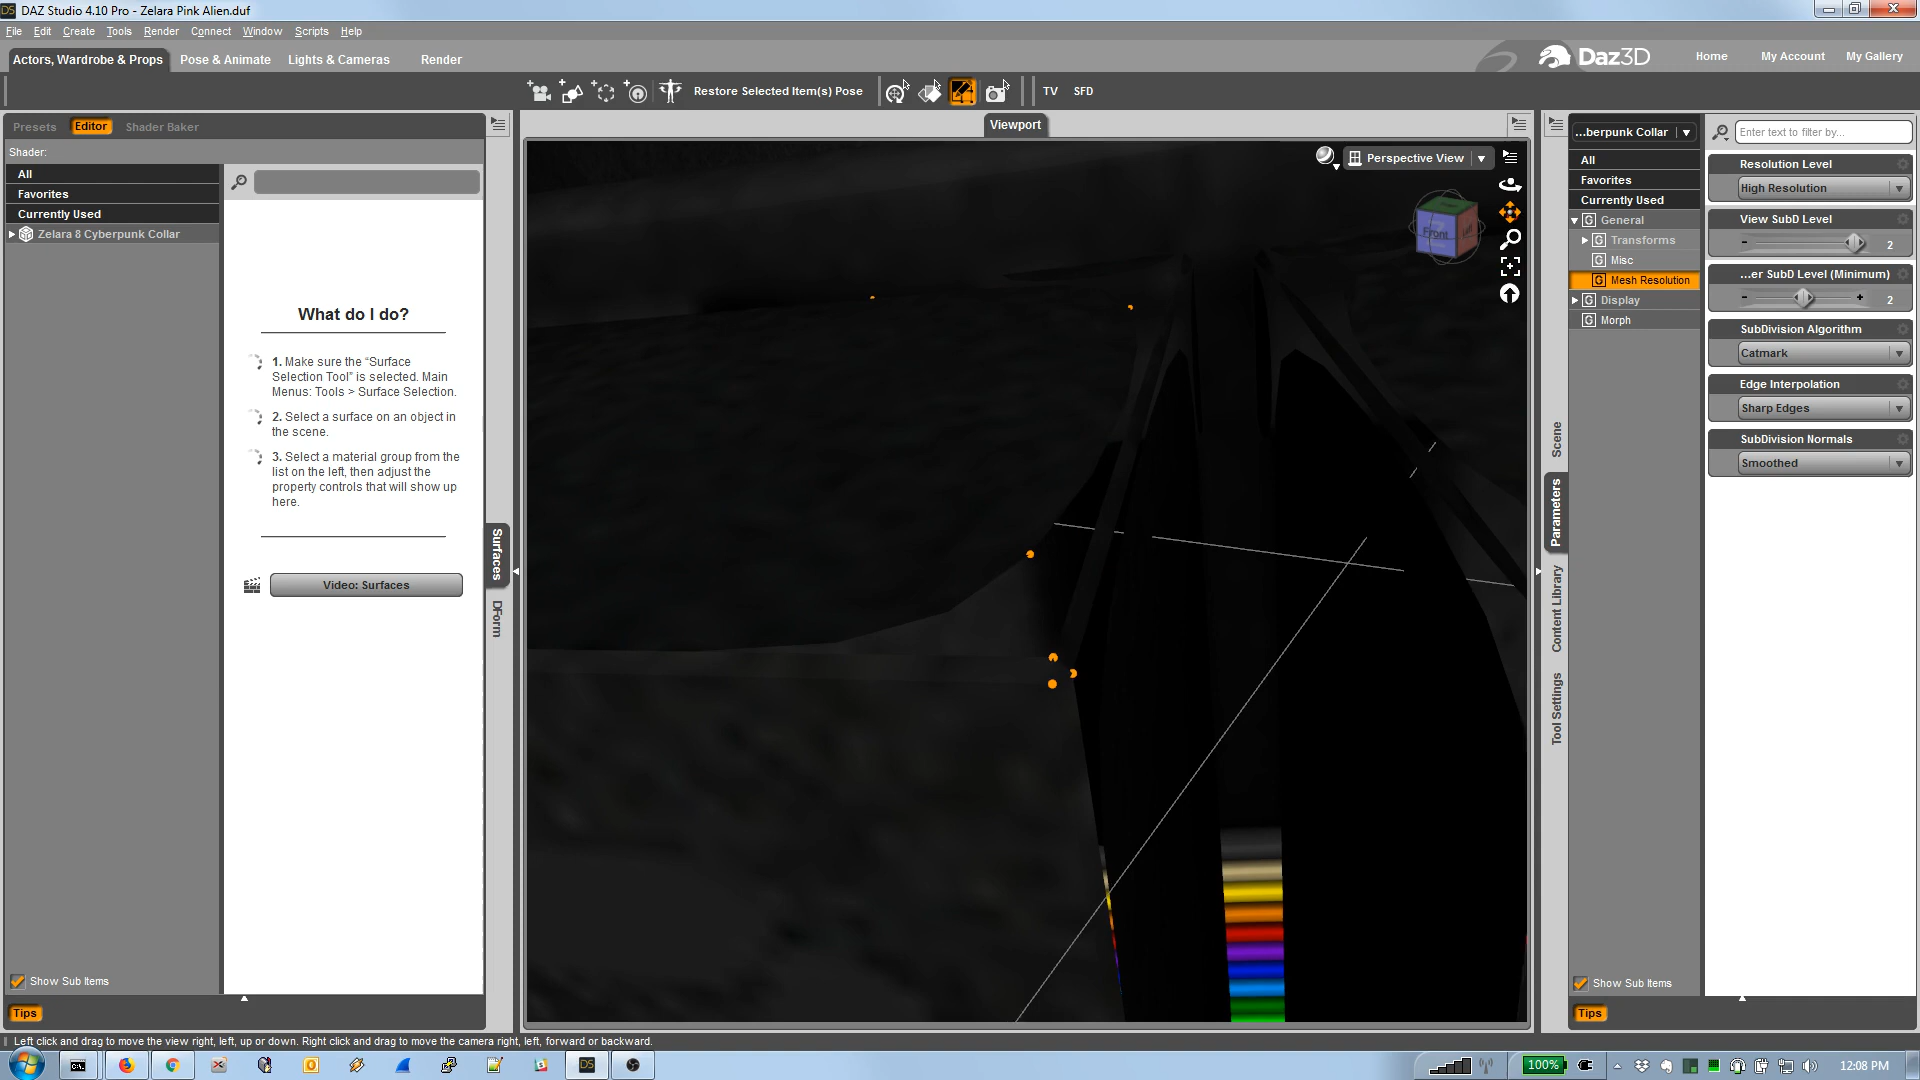 DAZ Studio 4.10 Pro - Zelara Pink Alien.duf
File Edit Create Tools Render Connect Window Scripts Help
Actors, Wardrobe & Props Pose & Animate Lights & Cameras Render
Daz3D Home My Account My Gallery
Restore Selected Item(s) Pose TV SFD
Presets Editor Shader Baker
Viewport
Shader:
All
Favorites
Currently Used
Zelara 8 Cyberpunk Collar
What do I do?
1. Make sure the “Surface
Selection Tool” is selected. Main
Menus: Tools > Surface Selection.
2. Select a surface on an object in
the scene.
3. Select a material group from the
list on the left, then adjust the
property controls that will show up
here.
Video: Surfaces
Show Sub Items
Tips
Surfaces
DForm
Perspective View
Front
Left
Scene
Parameters
Content Library
Tool Settings
...berpunk Collar
Enter text to filter by...
All
Favorites
Currently Used
G General
G Transforms
G Misc
G Mesh Resolution
G Display
G Morph
Resolution Level
High Resolution
View SubD Level
- 2
...er SubD Level (Minimum)
- + 2
SubDivision Algorithm
Catmark
Edge Interpolation
Sharp Edges
SubDivision Normals
Smoothed
Show Sub Items
Tips
Left click and drag to move the view right, left, up or down. Right click and drag to move the camera right, left, forward or backward.
DS
100%
12:08 PM